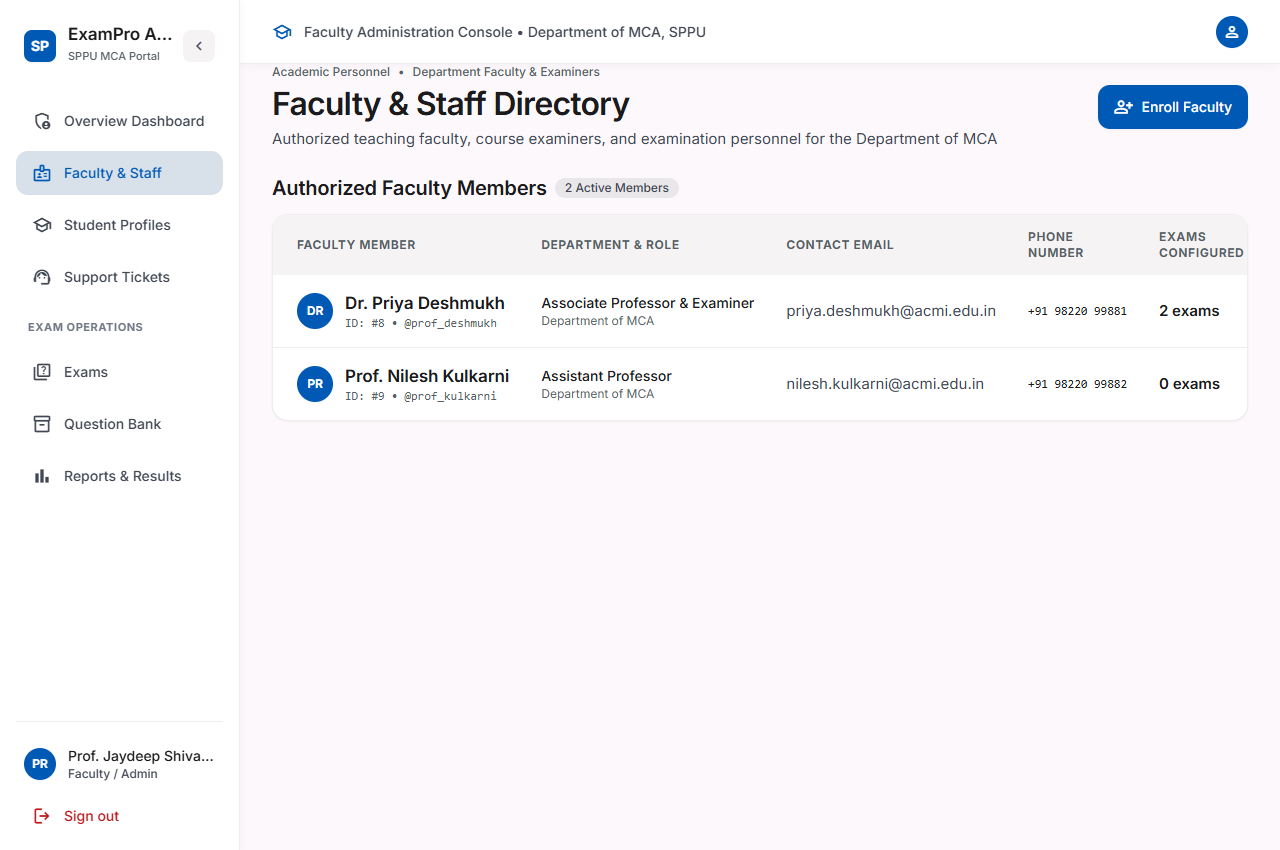 SP
ExamPro A...
SPPU MCA Portal
Overview Dashboard
Faculty & Staff
Student Profiles
Support Tickets
EXAM OPERATIONS
Exams
Question Bank
Reports & Results
PR
Prof. Jaydeep Shiva...
Faculty / Admin
Sign out
Faculty Administration Console • Department of MCA, SPPU
Academic Personnel • Department Faculty & Examiners
Faculty & Staff Directory
Authorized teaching faculty, course examiners, and examination personnel for the Department of MCA
Enroll Faculty
Authorized Faculty Members 2 Active Members
FACULTY MEMBER DEPARTMENT & ROLE CONTACT EMAIL PHONE NUMBER EXAMS CONFIGURED
DR Dr. Priya Deshmukh Associate Professor & Examiner priya.deshmukh@acmi.edu.in +91 98220 99881 2 exams
ID: #8 • @prof_deshmukh Department of MCA
PR Prof. Nilesh Kulkarni Assistant Professor nilesh.kulkarni@acmi.edu.in +91 98220 99882 0 exams
ID: #9 • @prof_kulkarni Department of MCA